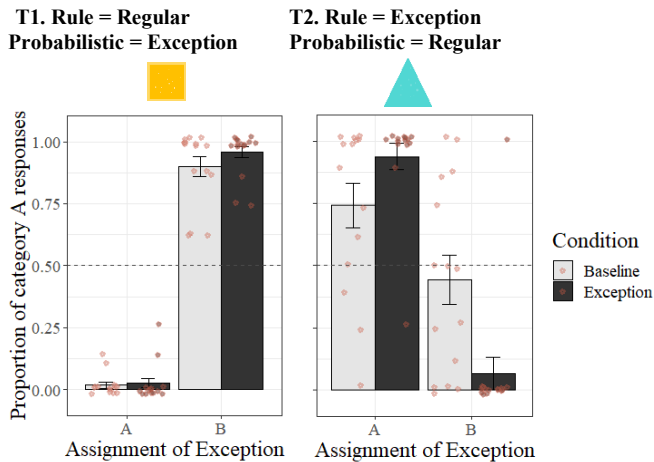 T1. Rule = Regular
Probabilistic = Exception
T2. Rule = Exception
Probabilistic = Regular
Proportion of category A responses
1.00
0.75
0.50
0.25
0.00
A
B
A
B
Assignment of Exception
Assignment of Exception
Condition
Baseline
Exception